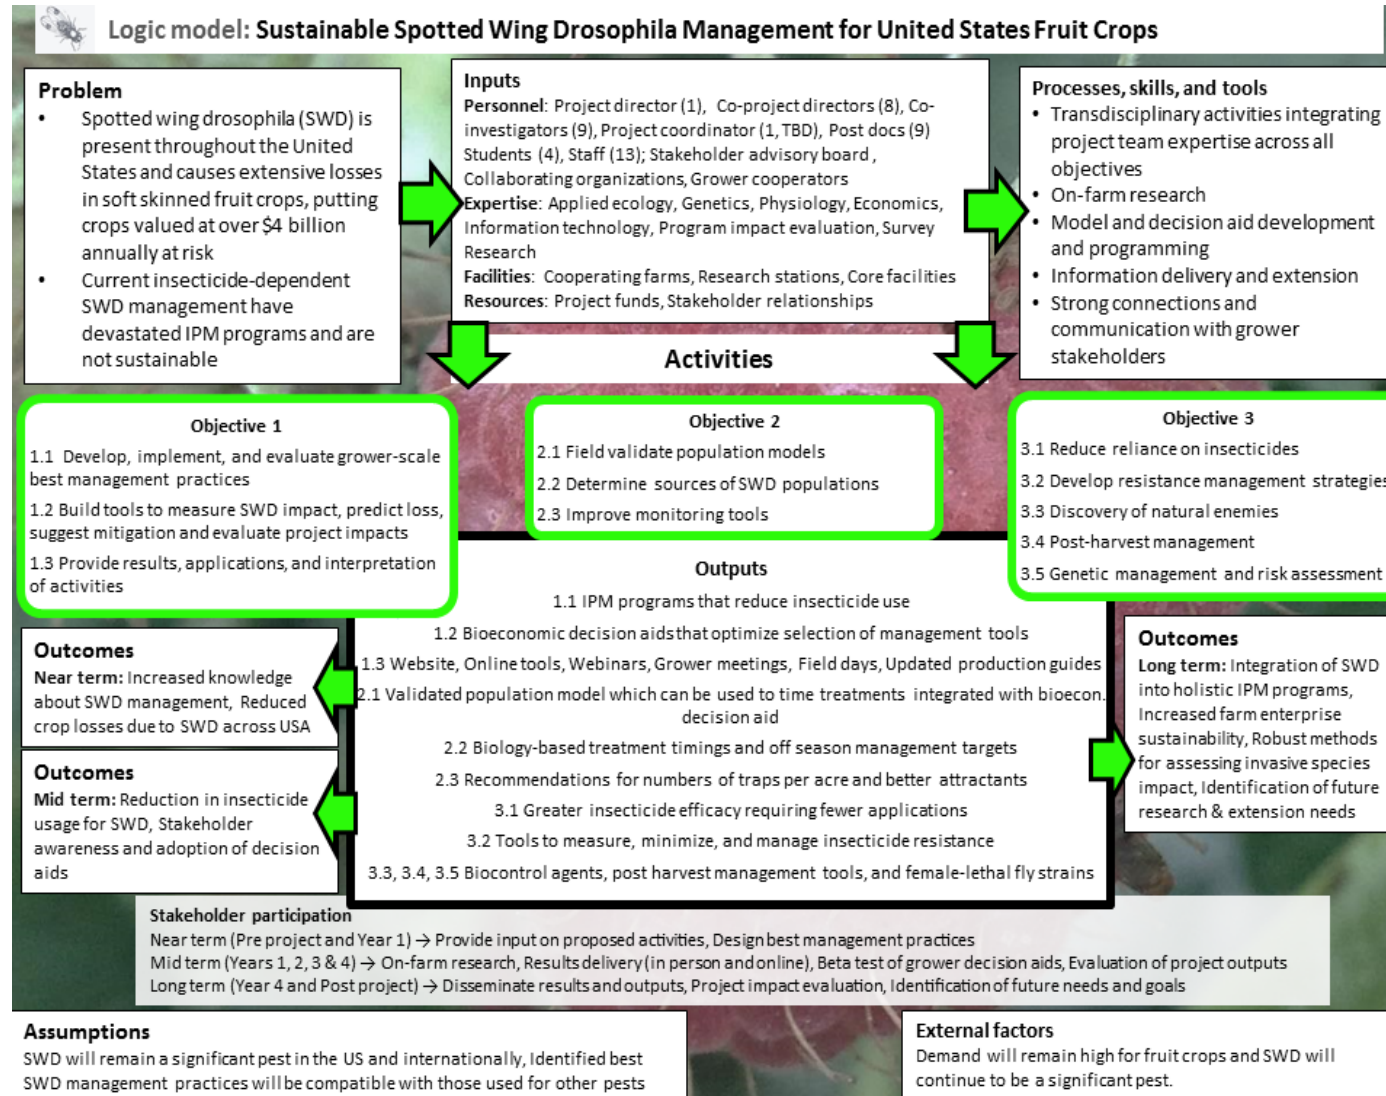 Logic model: Sustainable Spotted Wing Drosophila Management for United States Fruit Crops
Problem
• Spotted wing drosophila (SWD) is
present throughout the United
States and causes extensive losses
in soft skinned fruit crops, putting
crops valued at over $4 billion
annually at risk
• Current insecticide-dependent
SWD management have
devastated IPM programs and are
not sustainable
Inputs
Personnel: Project director (1), Co-project directors (8), Co-
investigators (9), Project coordinator (1, TBD), Post docs (9)
Students (4), Staff (13); Stakeholder advisory board ,
Collaborating organizations, Grower cooperators
Expertise: Applied ecology, Genetics, Physiology, Economics,
Information technology, Program impact evaluation, Survey
Research
Facilities: Cooperating farms, Research stations, Core facilities
Resources: Project funds, Stakeholder relationships
Processes, skills, and tools
• Transdisciplinary activities integrating
project team expertise across all
objectives
• On-farm research
• Model and decision aid development
and programming
• Information delivery and extension
• Strong connections and
communication with grower
stakeholders
Activities
Objective 1
1.1 Develop, implement, and evaluate grower-scale
best management practices
1.2 Build tools to measure SWD impact, predict loss,
suggest mitigation and evaluate project impacts
1.3 Provide results, applications, and interpretation
of activities
Objective 2
2.1 Field validate population models
2.2 Determine sources of SWD populations
2.3 Improve monitoring tools
Objective 3
3.1 Reduce reliance on insecticides
3.2 Develop resistance management strategies
3.3 Discovery of natural enemies
3.4 Post-harvest management
3.5 Genetic management and risk assessment
Outputs
1.1 IPM programs that reduce insecticide use
1.2 Bioeconomic decision aids that optimize selection of management tools
1.3 Website, Online tools, Webinars, Grower meetings, Field days, Updated production guides
2.1 Validated population model which can be used to time treatments integrated with bioecon.
decision aid
2.2 Biology-based treatment timings and off season management targets
2.3 Recommendations for numbers of traps per acre and better attractants
3.1 Greater insecticide efficacy requiring fewer applications
3.2 Tools to measure, minimize, and manage insecticide resistance
3.3, 3.4, 3.5 Biocontrol agents, post harvest management tools, and female-lethal fly strains
Outcomes
Near term: Increased knowledge
about SWD management, Reduced
crop losses due to SWD across USA
Outcomes
Mid term: Reduction in insecticide
usage for SWD, Stakeholder
awareness and adoption of decision
aids
Outcomes
Long term: Integration of SWD
into holistic IPM programs,
Increased farm enterprise
sustainability, Robust methods
for assessing invasive species
impact, Identification of future
research & extension needs
Stakeholder participation
Near term (Pre project and Year 1) → Provide input on proposed activities, Design best management practices
Mid term (Years 1, 2, 3 & 4) → On-farm research, Results delivery (in person and online), Beta test of grower decision aids, Evaluation of project outputs
Long term (Year 4 and Post project) → Disseminate results and outputs, Project impact evaluation, Identification of future needs and goals
Assumptions
SWD will remain a significant pest in the US and internationally, Identified best
SWD management practices will be compatible with those used for other pests
External factors
Demand will remain high for fruit crops and SWD will
continue to be a significant pest.